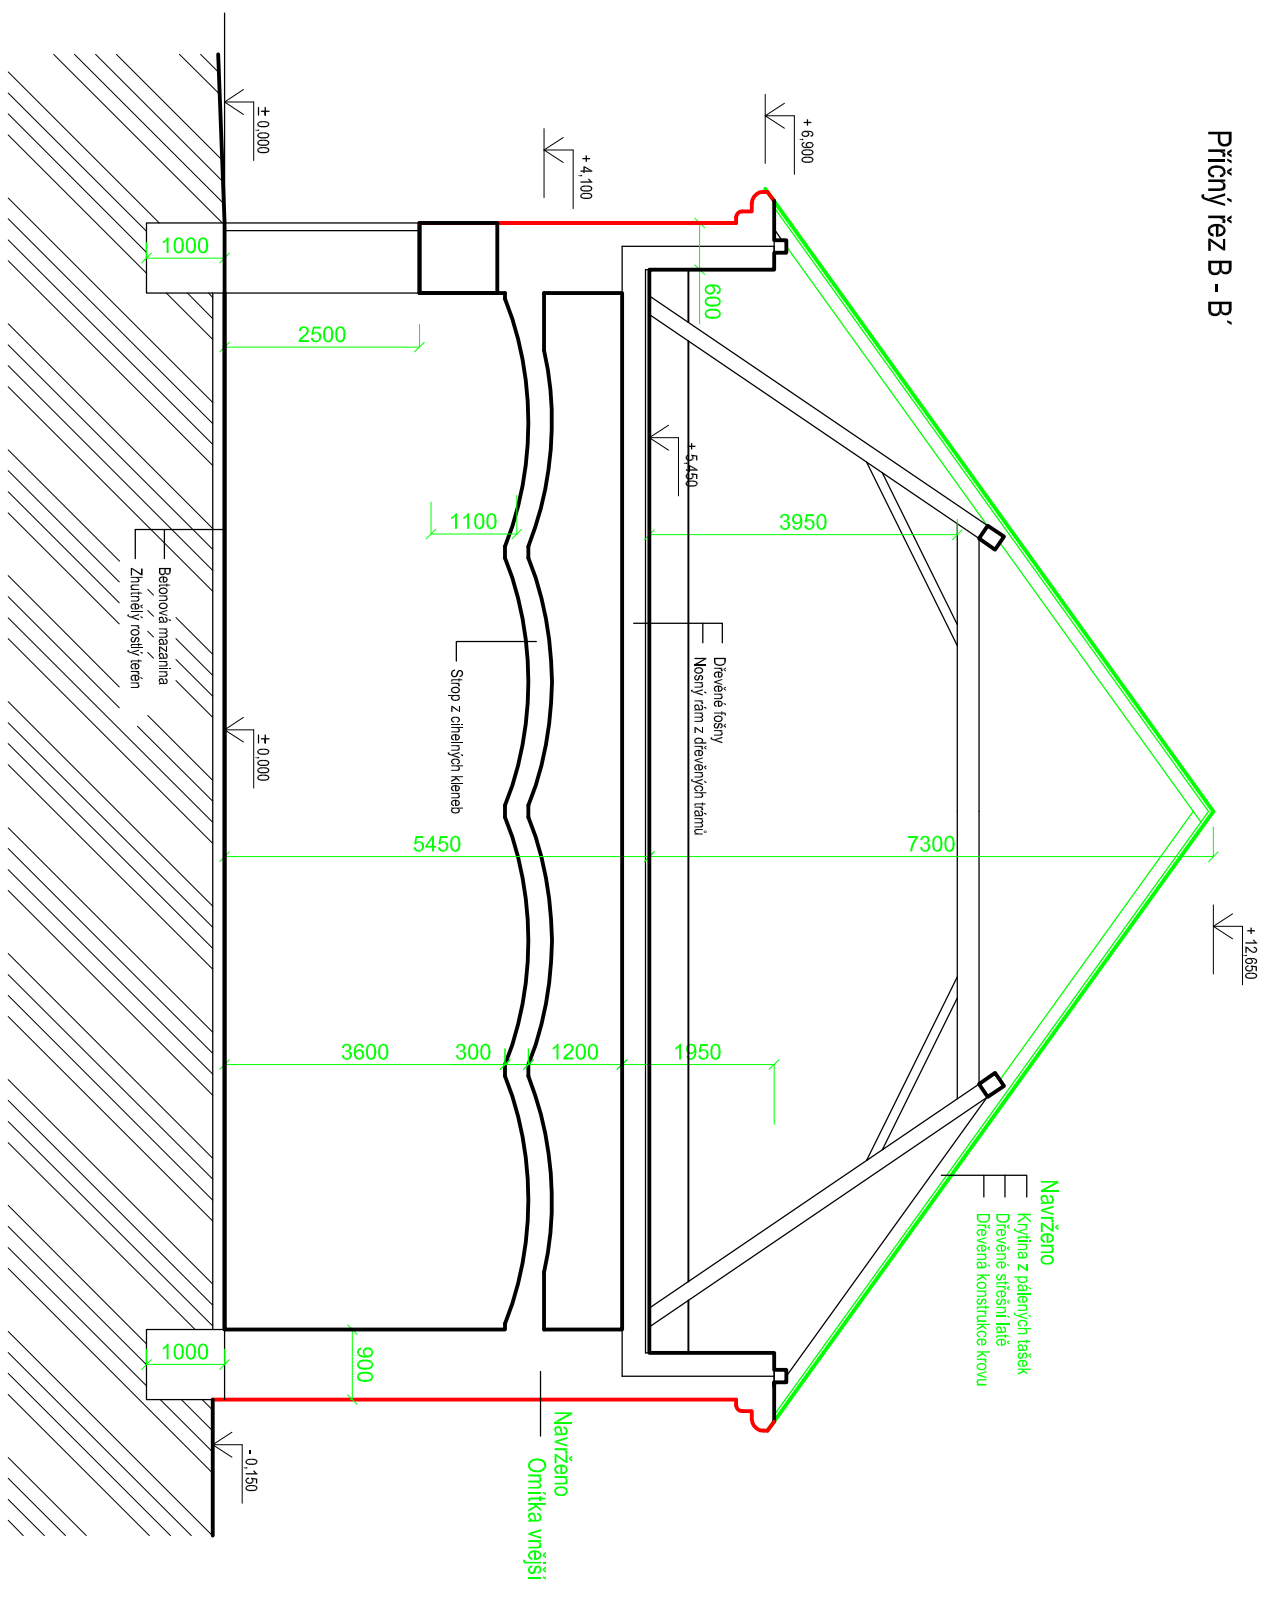 Příčný řez B - B´
+ 12,650
+ 6,900
+ 4,100
± 0,000
+ 5,450
± 0,000
- 0,150
Navrženo
Krytina z pálených tašek
Dřevěné střešní latě
Dřevěná konstrukce krovu
Dřevěné fošny
Nosný rám z dřevěných trámů
Strop z cihelných kleneb
Betonová mazanina
Zhutnělý rostlý terén
Navrženo
Omítka vnější
7300
5450
3950
600
1950
1200
300
3600
1100
2500
1000
1000
900